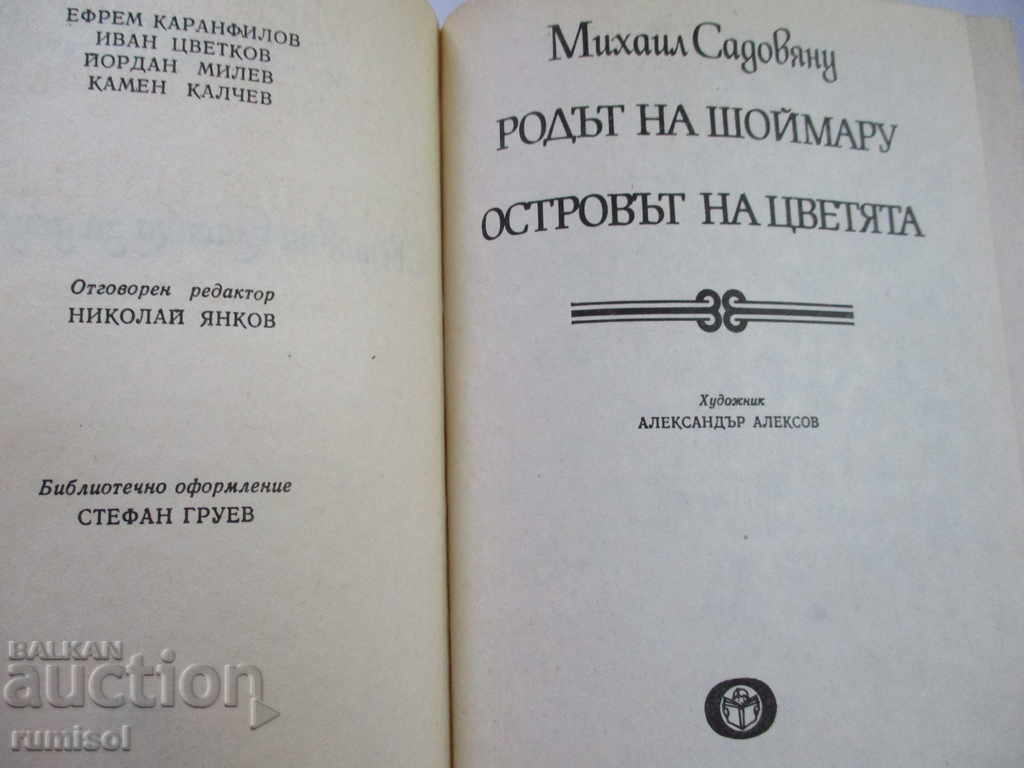 ЕФРЕМ КАРАНФИЛОВ
ИВАН ЦВЕТКОВ
ЙОРДАН МИЛЕВ
КАМЕН КАЛЧЕВ
Отговорен редактор
НИКОЛАЙ ЯНКОВ
Библиотечно оформление
СТЕФАН ГРУЕВ
Михаил Садовяну
РОДЪТ НА ШОЙМАРУ
ОСТРОВЪТ НА ЦВЕТЯТА
Художник
АЛЕКСАНДЪР АЛЕКСОВ
BALKAN
auction
rumisol